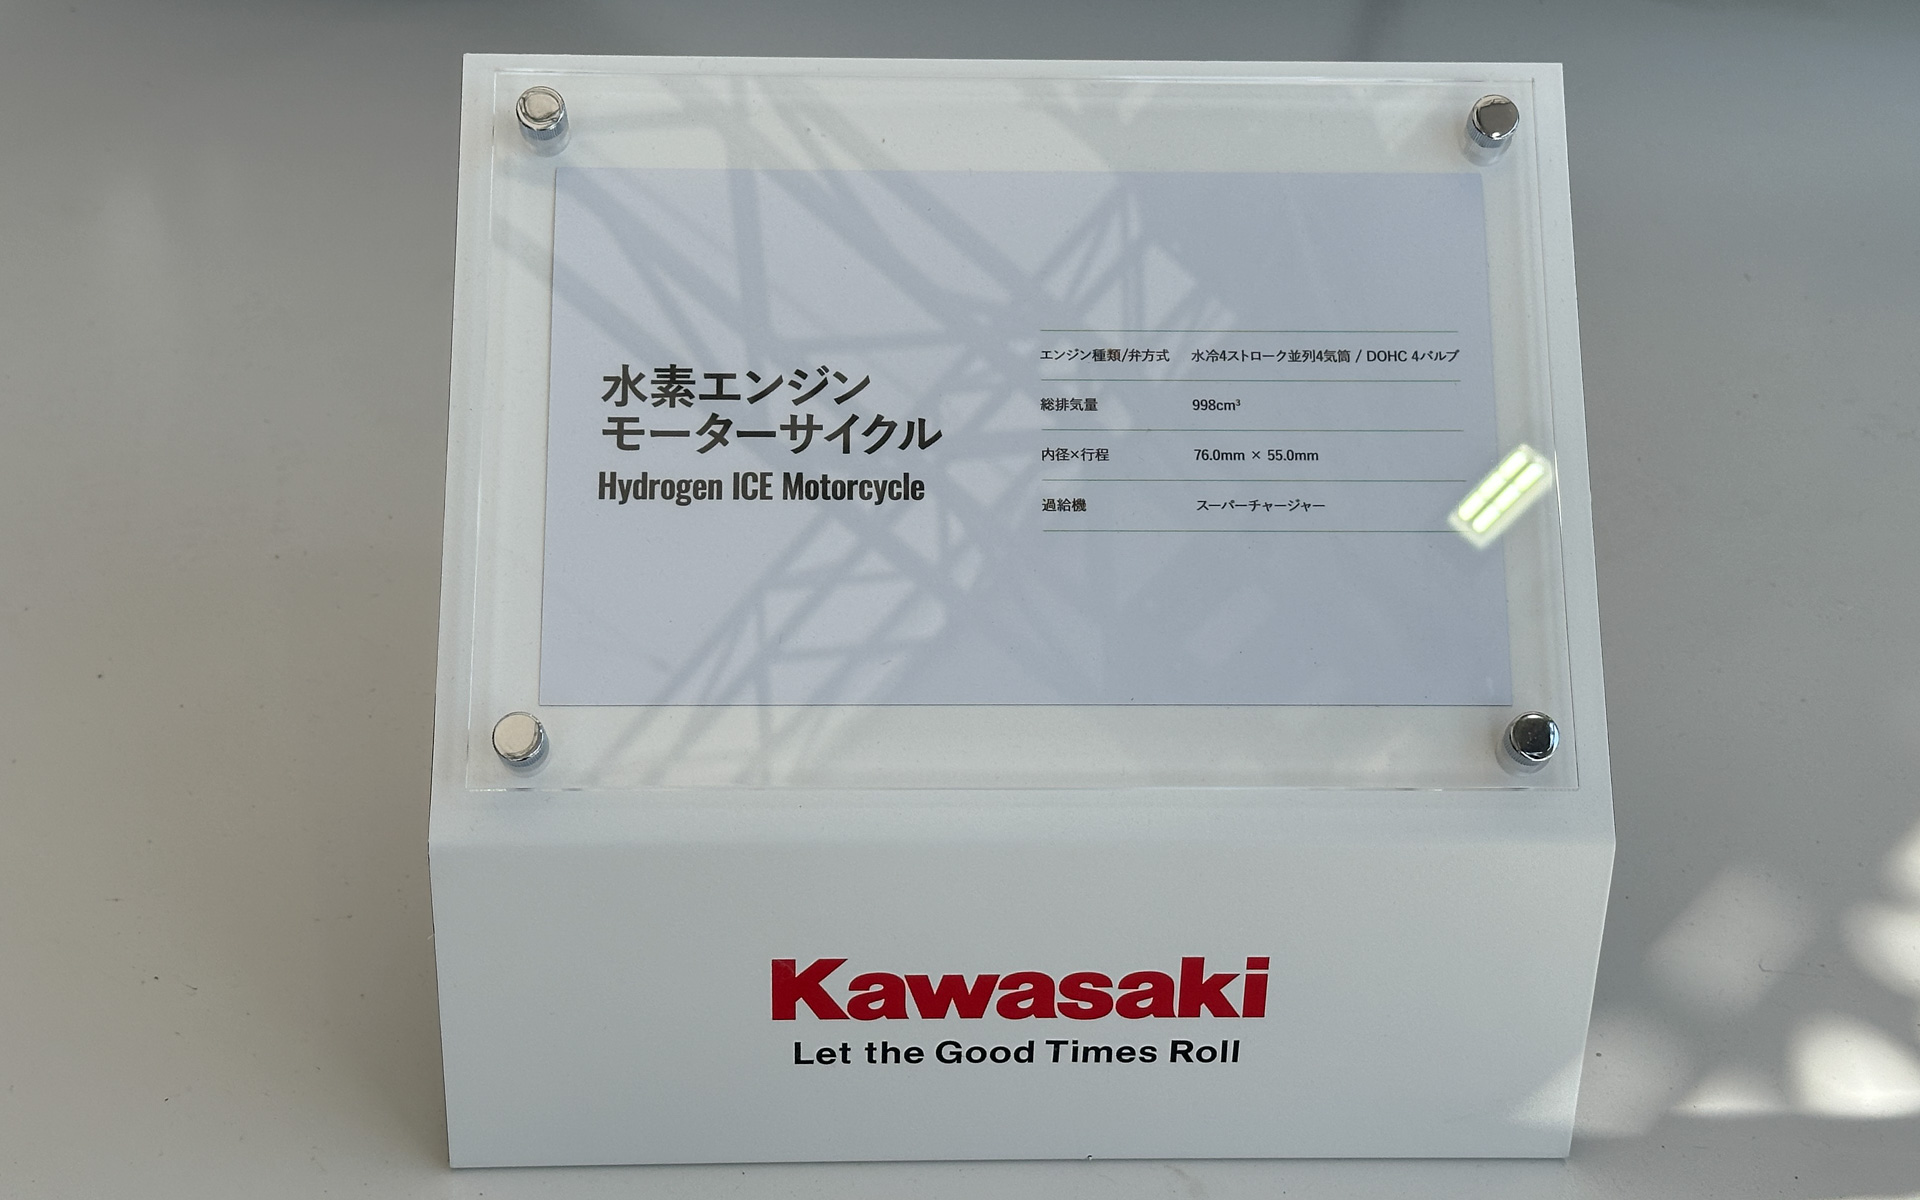 水素エンジン
モーターサイクル
Hydrogen ICE Motorcycle
エンジン種類/弁方式 水冷4ストローク並列4気筒 / DOHC 4バルブ
総排気量 998cm³
内径×行程 76.0mm × 55.0mm
過給機 スーパーチャージャー
Kawasaki
Let the Good Times Roll